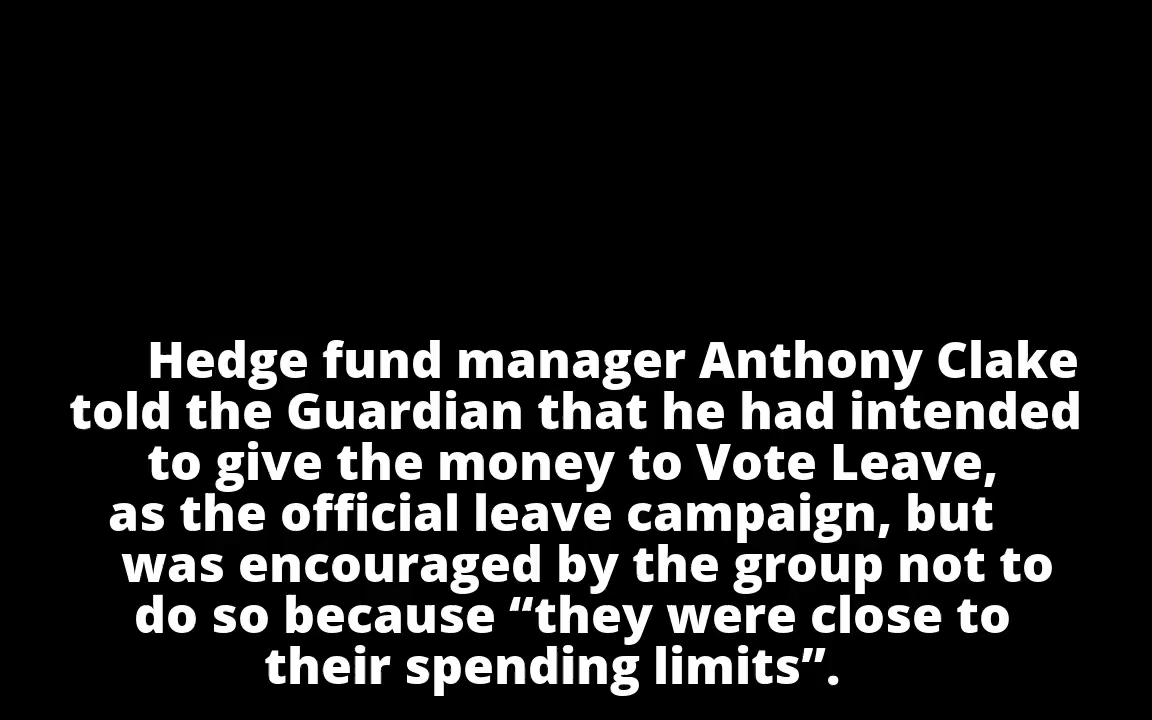 Hedge fund manager Anthony Clake
told the Guardian that he had intended
to give the money to Vote Leave,
as the official leave campaign, but
was encouraged by the group not to
do so because “they were close to
their spending limits”.